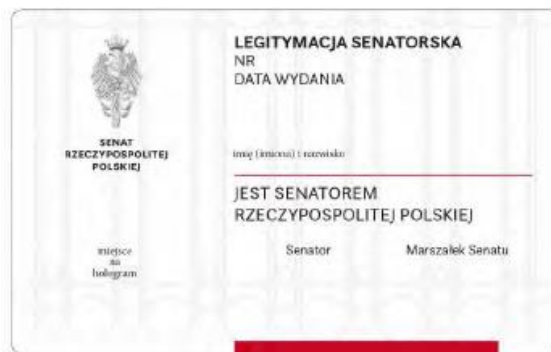 LEGITYMACJA SENATORSKA
NR
DATA WYDANIA
SENAT
RZECZYPOSPOLITEJ
POLSKIEJ
imię (imiona) i nazwisko
JEST SENATOREM
RZECZYPOSPOLITEJ POLSKIEJ
Senator Marszałek Senatu
miejsce
na
hologram